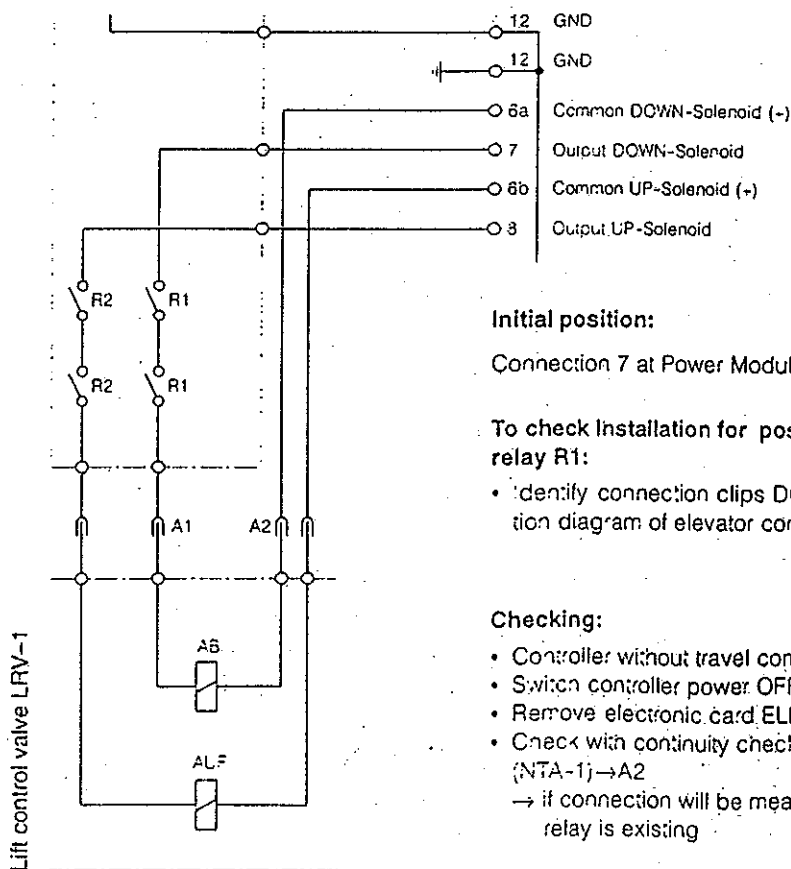 12 GND
12 GND
6a Common DOWN-Solenoid (-)
7 Output DOWN-Solenoid
6b Common UP-Solenoid (-)
8 Output UP-Solenoid
R2 R1
R2 R1
Initial position:
Connection 7 at Power Modul
To check Installation for pos
relay R1:
• Identify connection clips D
tion diagram of elevator con
A1 A2
Checking:
• Controller without travel com
• Switch controller power OFF
• Remove electronic card EL
• Check with continuity check
(NTA-1)→A2
→ if connection will be mea
relay is existing
AB
AUF
Lift control valve LRV-1